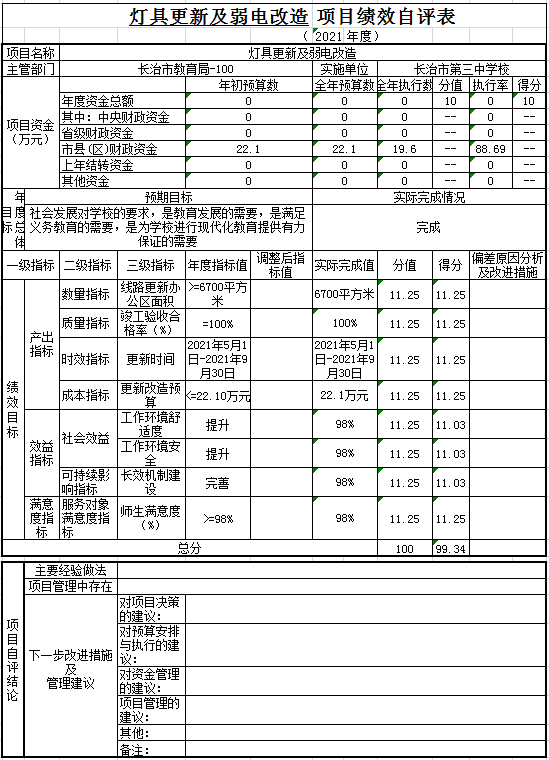 灯具更新及弱电改造 项目绩效自评表
( 2021 年度)
项目名称 灯具更新及弱电改造
主管部门 长治市教育局-100 实施单位 长治市第三中学校
项目资金(万元) 年初预算数 全年预算数 全年执行数 分值 执行率 得分
年度资金总额 0 0 0 10 0 10
其中: 中央财政资金 0 0 0 -- 0 --
省级财政资金 0 0 0 -- 0 --
市县(区)财政资金 22.1 22.1 19.6 -- 88.69 --
上年结转资金 0 0 0 -- 0 --
其他资金 0 0 0 -- 0 --
年度总体目标 预期目标 实际完成情况
社会发展对学校的要求，是教育发展的需要，是满足
义务教育的需要，是为学校进行现代化教育提供有力
保证的需要
完成
一级指标 二级指标 三级指标 年度指标值 调整后指标值 实际完成值 分值 得分 偏差原因分析及改进措施
绩效目标
产出指标
数量指标 线路更新办公区面积 >=6700平方米 6700平方米 11.25 11.25
质量指标 竣工验收合格率(%) =100% 100% 11.25 11.25
时效指标 更新时间 2021年5月1日-2021年9月30日 2021年5月1日-2021年9月30日 11.25 11.25
成本指标 更新改造预算 <=22.10万元 22.1万元 11.25 11.25
效益指标
社会效益 工作环境舒适度 提升 98% 11.25 11.03
工作环境安全 提升 98% 11.25 11.03
可持续影响指标 长效机制建设 完善 98% 11.25 11.03
满意度指标 服务对象满意度指标 师生满意度(%) >=98% 98% 11.25 11.25
总分 100 99.34
项目自评结论
主要经验做法
项目管理中存在
下一步改进措施
及
管理建议
对项目决策的建议:
对预算安排与执行的建议:
对资金管理的建议:
项目管理的建议:
其他:
备注: